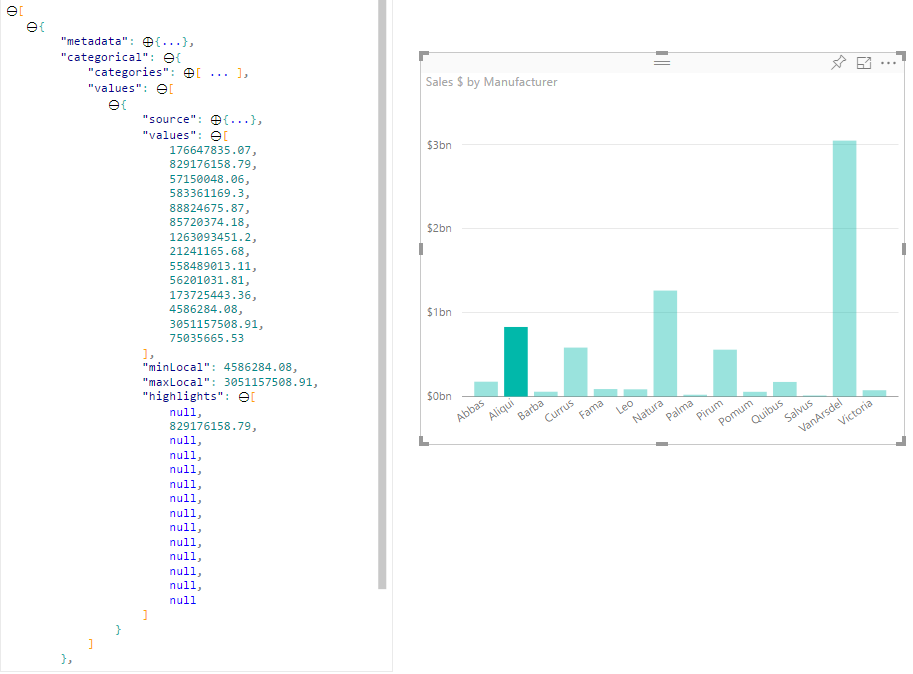 [
{
"metadata": {...},
"categorical": {
"categories": [ ... ],
"values": [
{
"source": {...},
"values": [
176647835.07,
829176158.79,
57150048.06,
583361169.3,
88824675.87,
85720374.18,
1263093451.2,
21241165.68,
558489013.11,
56201031.81,
173725443.36,
4586284.08,
3051157508.91,
75035665.53
],
"minLocal": 4586284.08,
"maxLocal": 3051157508.91,
"highlights": [
null,
829176158.79,
null,
null,
null,
null,
null,
null,
null,
null,
null,
null,
null,
null
]
}
]
},
Sales $ by Manufacturer
$3bn
$2bn
$1bn
$0bn
Abbas
Aliqui
Barba
Currus
Fama
Leo
Natura
Palma
Pirum
Pomum
Quibus
Salvus
VanArsdel
Victoria